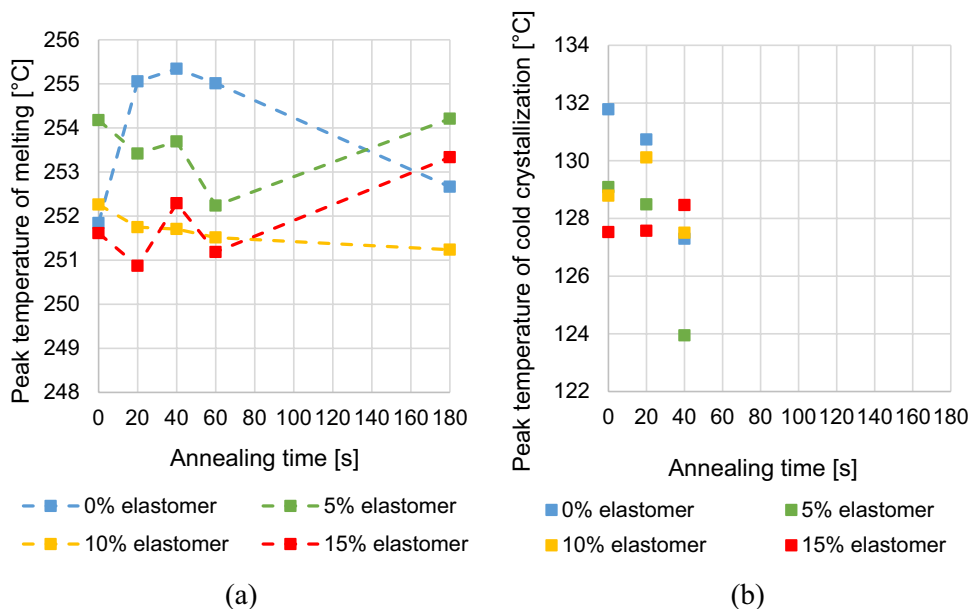 Peak temperature of melting [°C]
256
255
254
253
252
251
250
249
248
0 20 40 60 80 100 120 140 160 180
Annealing time [s]
0% elastomer 5% elastomer
10% elastomer 15% elastomer
(a)
Peak temperature of cold crystallization [°C]
134
132
130
128
126
124
122
0 20 40 60 80 100 120 140 160 180
Annealing time [s]
0% elastomer 5% elastomer
10% elastomer 15% elastomer
(b)